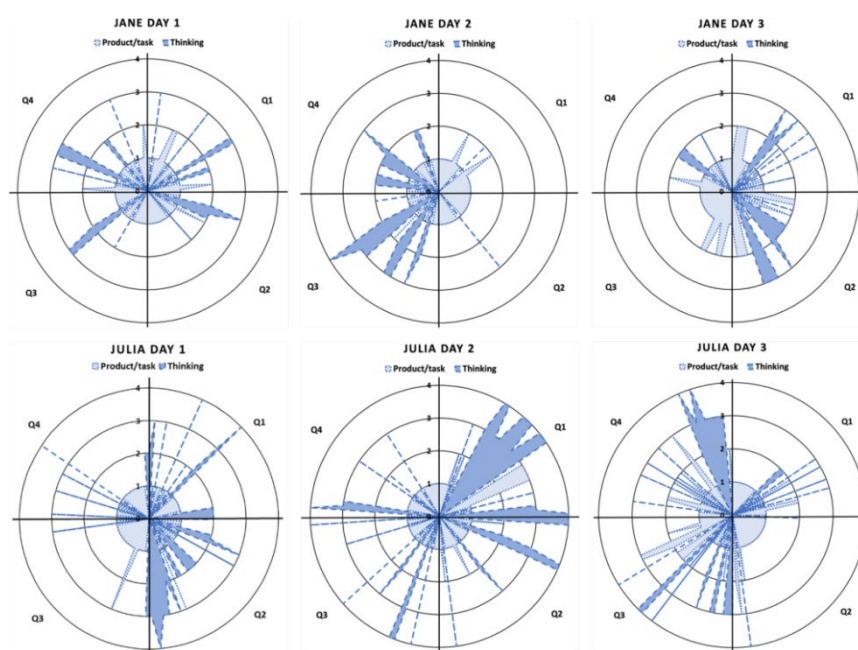 JANE DAY 1
Product/task Thinking
4
3
2
1
0
Q4
Q1
Q3
Q2
JANE DAY 2
Product/task Thinking
4
3
2
1
0
Q4
Q1
Q3
Q2
JANE DAY 3
Product/task Thinking
4
3
2
1
0
Q4
Q1
Q3
Q2
JULIA DAY 1
Product/task Thinking
4
3
2
1
0
Q4
Q1
Q3
Q2
JULIA DAY 2
Product/task Thinking
4
3
2
1
0
Q4
Q1
Q3
Q2
JULIA DAY 3
Product/task Thinking
4
3
2
1
0
Q4
Q1
Q3
Q2